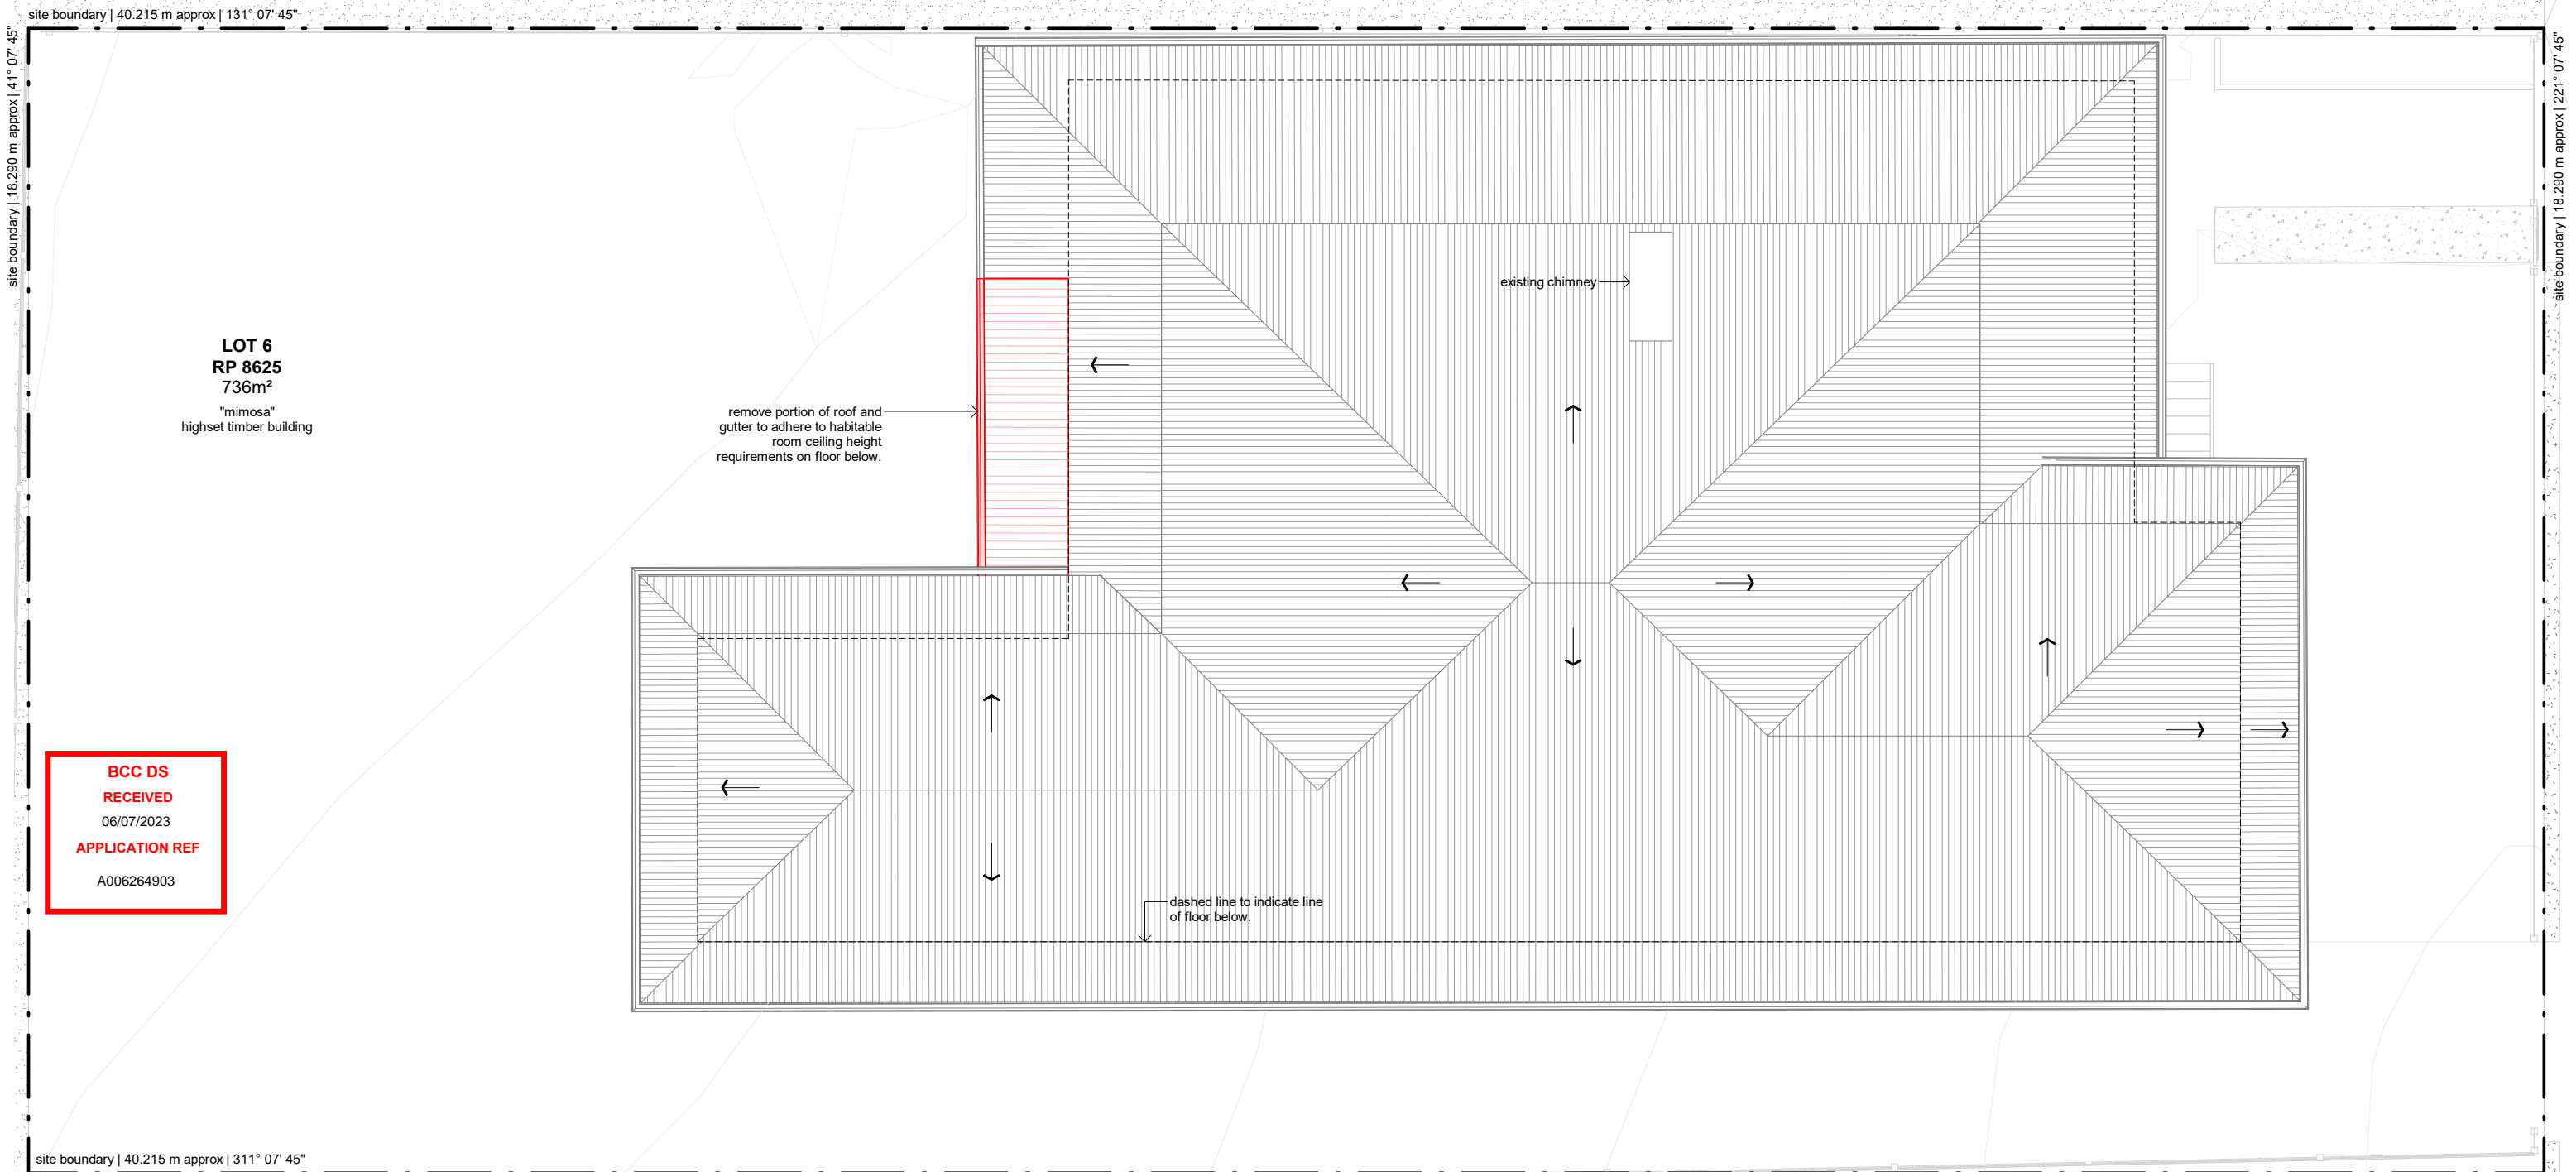 site boundary | 40.215 m approx | 131° 07' 45"
site boundary | 18.290 m approx | 41° 07' 45"
site boundary | 18.290 m approx | 221° 07' 45"
existing chimney
LOT 6
RP 8625
736m²
"mimosa"
highset timber building
remove portion of roof and
gutter to adhere to habitable
room ceiling height
requirements on floor below.
BCC DS
RECEIVED
06/07/2023
APPLICATION REF
A006264903
dashed line to indicate line
of floor below.
site boundary | 40.215 m approx | 311° 07' 45"